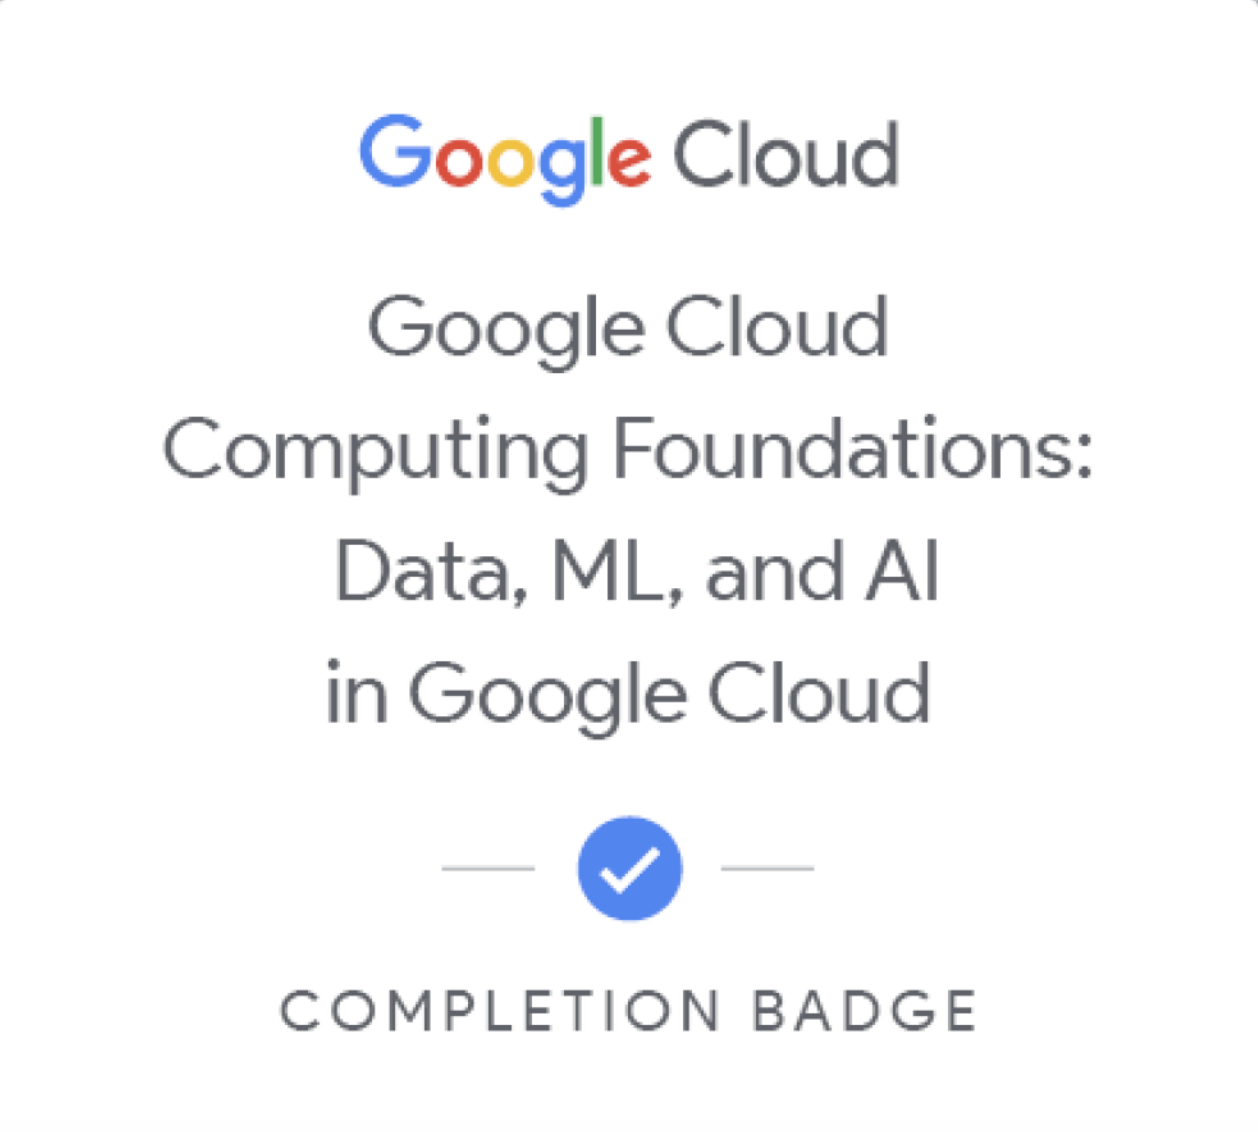 Google Cloud
Google Cloud
Computing Foundations:
Data, ML, and AI
in Google Cloud
COMPLETION BADGE